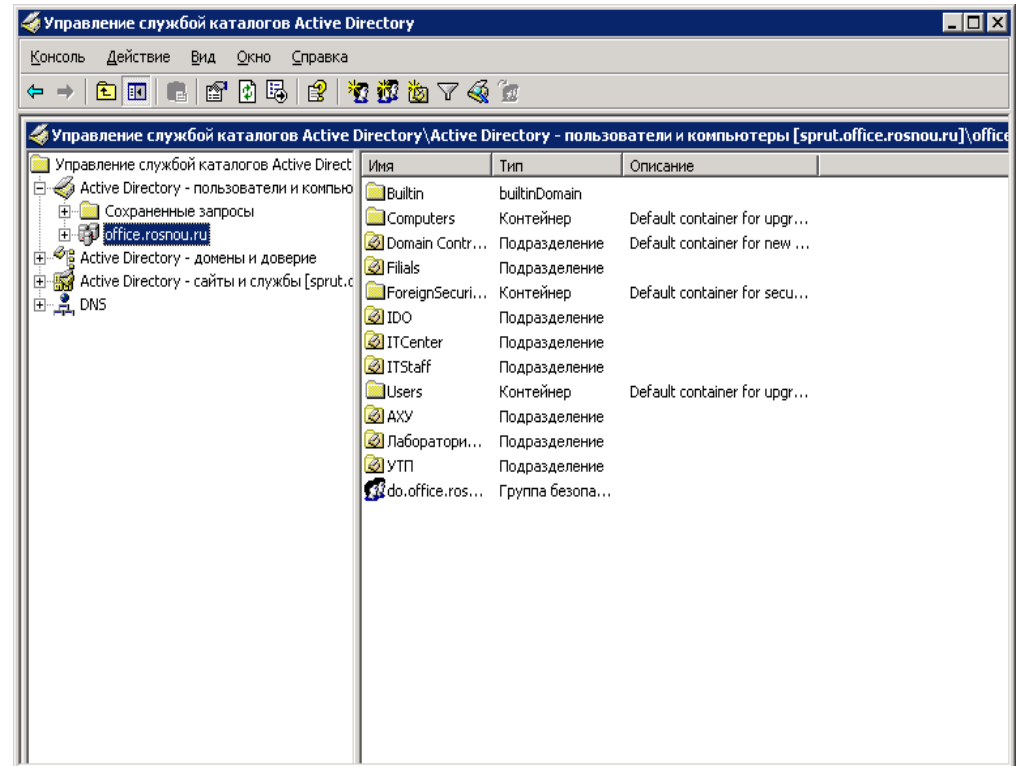 Управление службой каталогов Active Directory
Консоль Действие Вид Окно Справка
Управление службой каталогов Active Directory\Active Directory - пользователи и компьютеры [sprut.office.rosnou.ru]\office
Управление службой каталогов Active Direct
Active Directory - пользователи и компью
Сохраненные запросы
office.rosnou.ru
Active Directory - домены и доверие
Active Directory - сайты и службы [sprut.c
DNS
Имя Тип Описание
Builtin builtinDomain
Computers Контейнер Default container for upgr...
Domain Contr... Подразделение Default container for new ...
Filials Подразделение
ForeignSecuri... Контейнер Default container for secu...
IDO Подразделение
ITCenter Подразделение
ITStaff Подразделение
Users Контейнер Default container for upgr...
АХУ Подразделение
Лаборатори... Подразделение
УТП Подразделение
do.office.ros... Группа безопа...